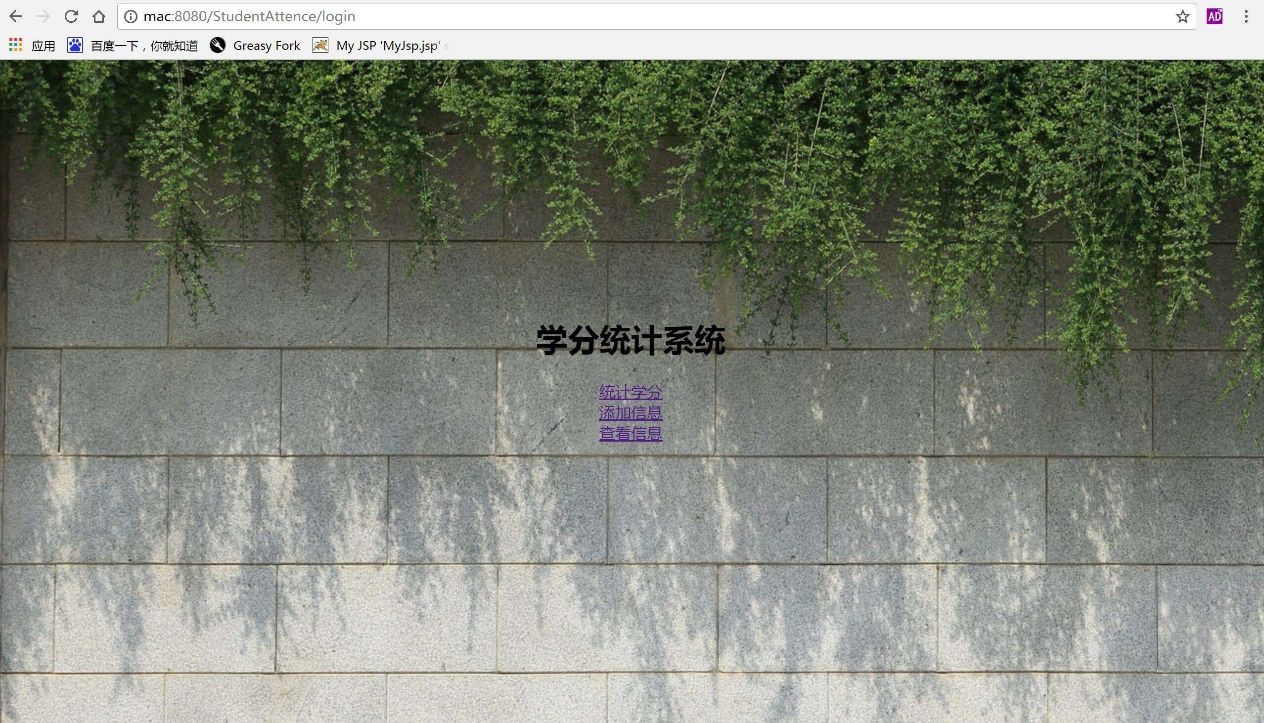 mac:8080/StudentAttence/login
AD
应用 百度一下，你就知道 Greasy Fork My JSP 'MyJsp.jsp'
学分统计系统
统计学分
添加信息
查看信息